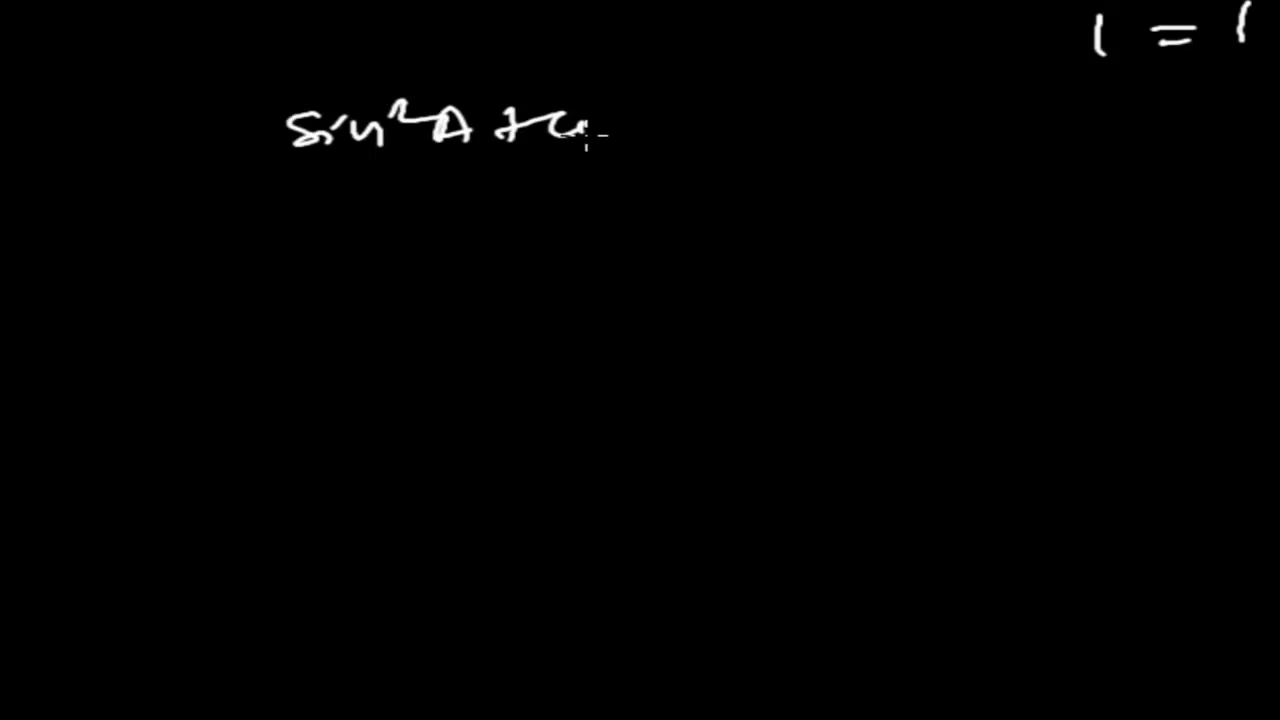 1 = 1
sin²A + c